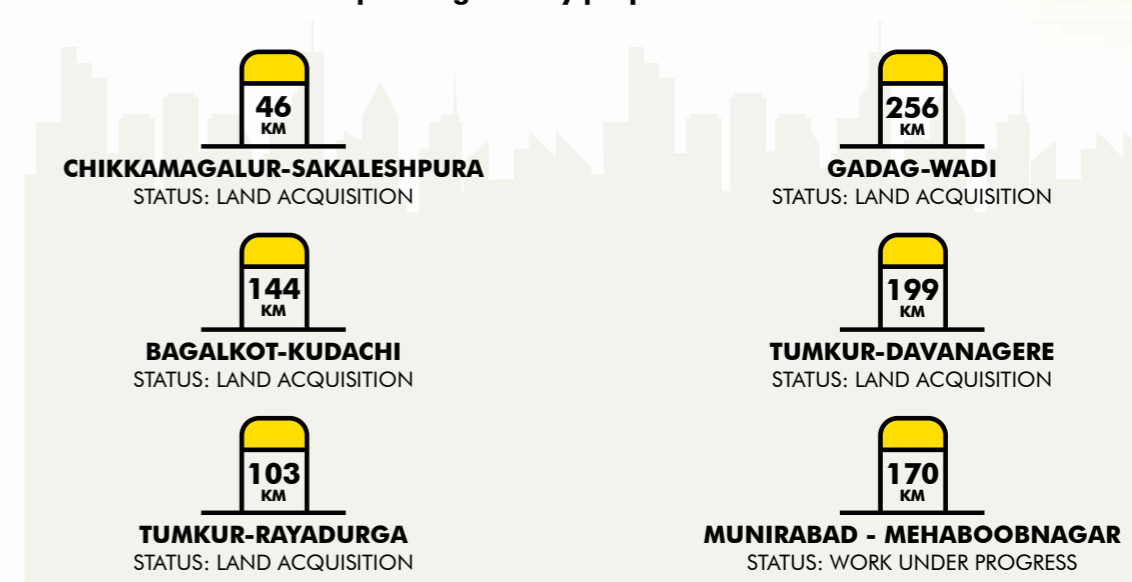 46
KM
CHIKKAMAGALUR-SAKALESHPURA
STATUS: LAND ACQUISITION
256
KM
GADAG-WADI
STATUS: LAND ACQUISITION
144
KM
BAGALKOT-KUDACHI
STATUS: LAND ACQUISITION
199
KM
TUMKUR-DAVANAGERE
STATUS: LAND ACQUISITION
103
KM
TUMKUR-RAYADURGA
STATUS: LAND ACQUISITION
170
KM
MUNIRABAD - MEHABOOBNAGAR
STATUS: WORK UNDER PROGRESS